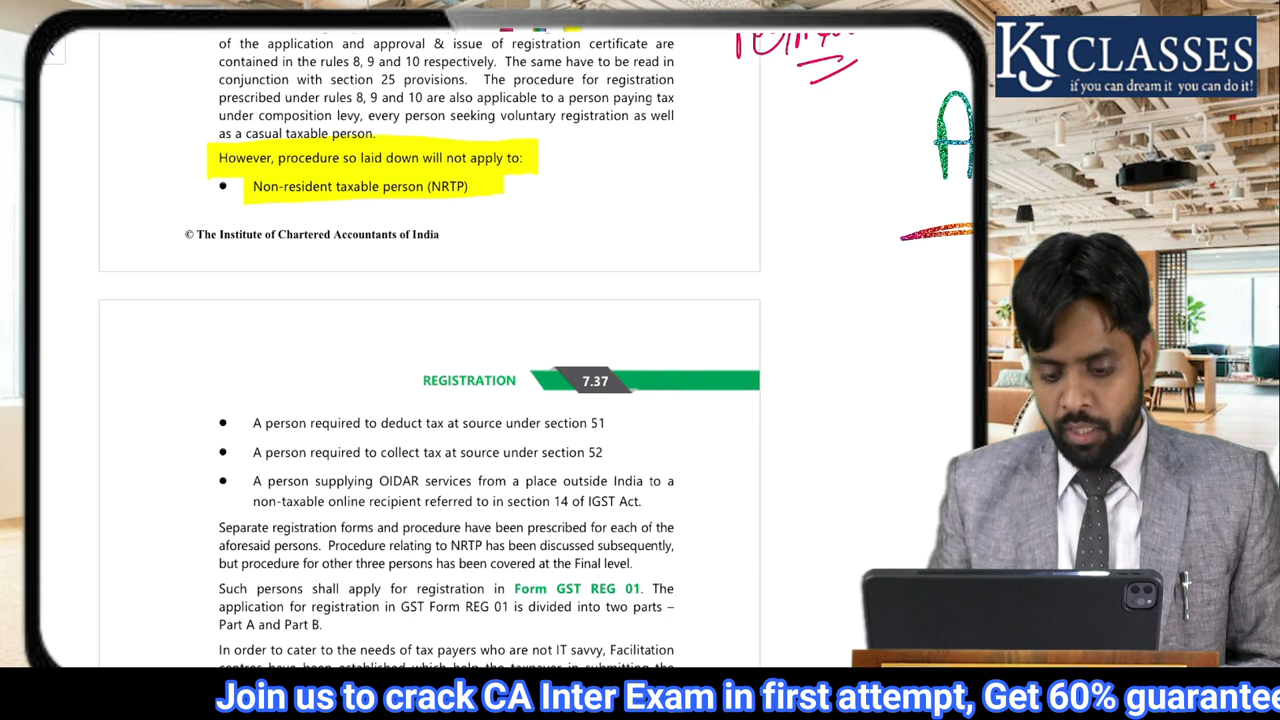 of the application and approval & issue of registration certificate are
contained in the rules 8, 9 and 10 respectively. The same have to be read in
conjunction with section 25 provisions. The procedure for registration
prescribed under rules 8, 9 and 10 are also applicable to a person paying tax
under composition levy, every person seeking voluntary registration as well
as a casual taxable person.
However, procedure so laid down will not apply to:
● Non-resident taxable person (NRTP)
© The Institute of Chartered Accountants of India
REGISTRATION 7.37
● A person required to deduct tax at source under section 51
● A person required to collect tax at source under section 52
● A person supplying OIDAR services from a place outside India to a
non-taxable online recipient referred to in section 14 of IGST Act.
Separate registration forms and procedure have been prescribed for each of the
aforesaid persons. Procedure relating to NRTP has been discussed subsequently,
but procedure for other three persons has been covered at the Final level.
Such persons shall apply for registration in Form GST REG 01. The
application for registration in GST Form REG 01 is divided into two parts –
Part A and Part B.
In order to cater to the needs of tax payers who are not IT savvy, Facilitation
A
KJ CLASSES
if you can dream it you can do it!
Join us to crack CA Inter Exam in first attempt, Get 60% guarantee